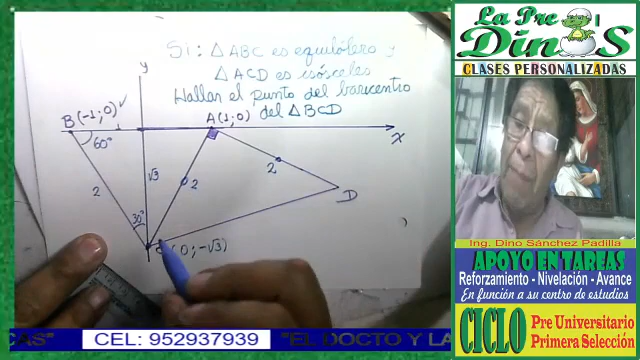 Si: △ABC es equilátero y
△ACD es isósceles
Hallar el punto del baricentro
del △BCD
y
B(-1;0)
A(1;0)
x
60°
√3
2
2
2
30°
D
C(0;-√3)
CAS"
CEL: 952937939
"EL DOCTO Y LA
La Pre
DinoS
CLASES PERSONALIZADAS
Ing. Dino Sánchez Padilla
APOYO EN TAREAS
Reforzamiento - Nivelación - Avance
En función a su centro de estudios
CICLO
Pre Universitario
Primera Selección